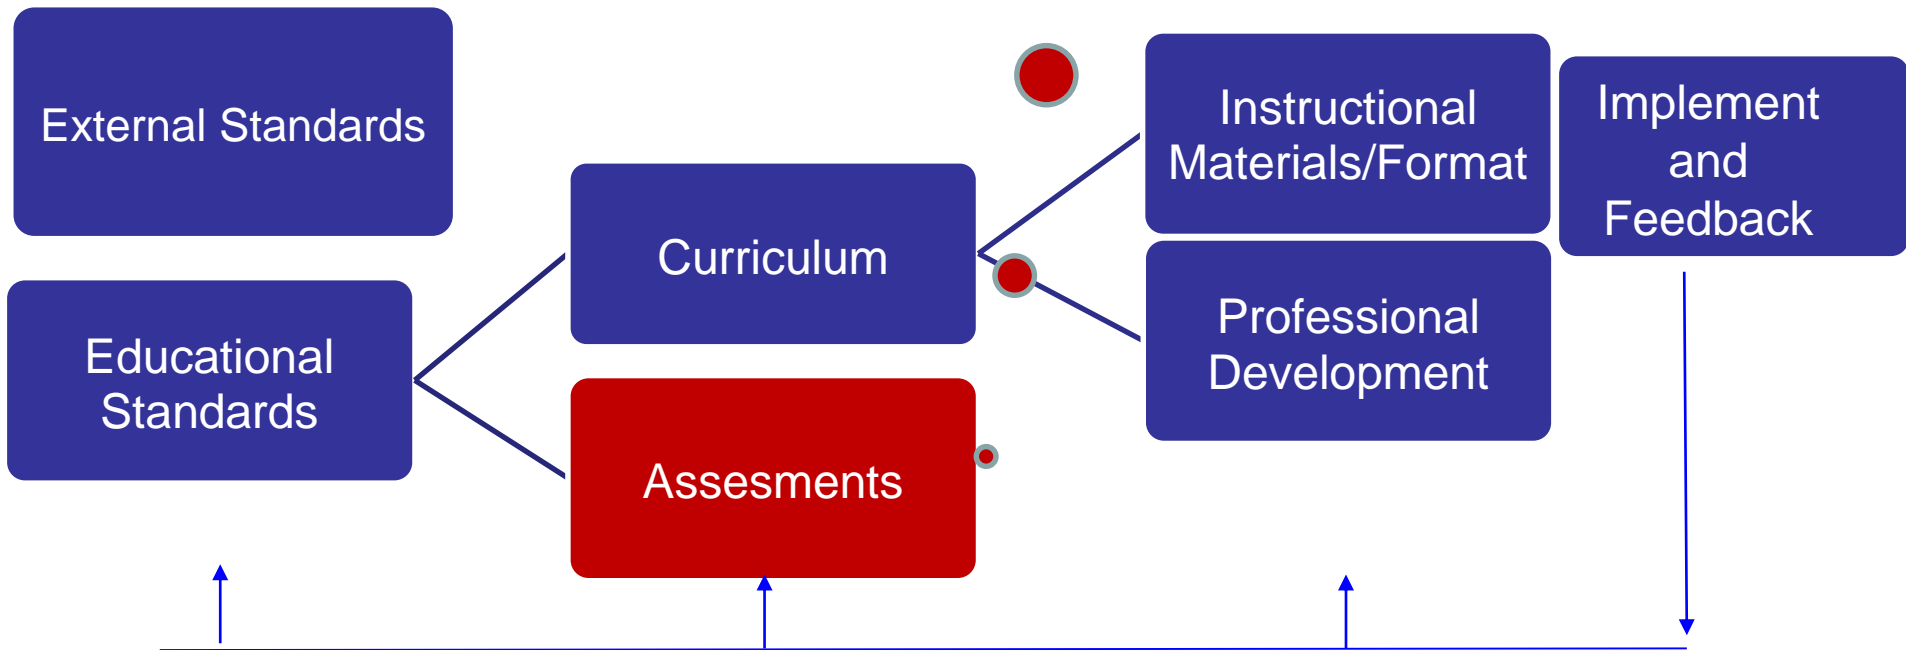 External Standards
Educational
Standards
Curriculum
Assesments
Instructional
Materials/Format
Professional
Development
Implement
and
Feedback